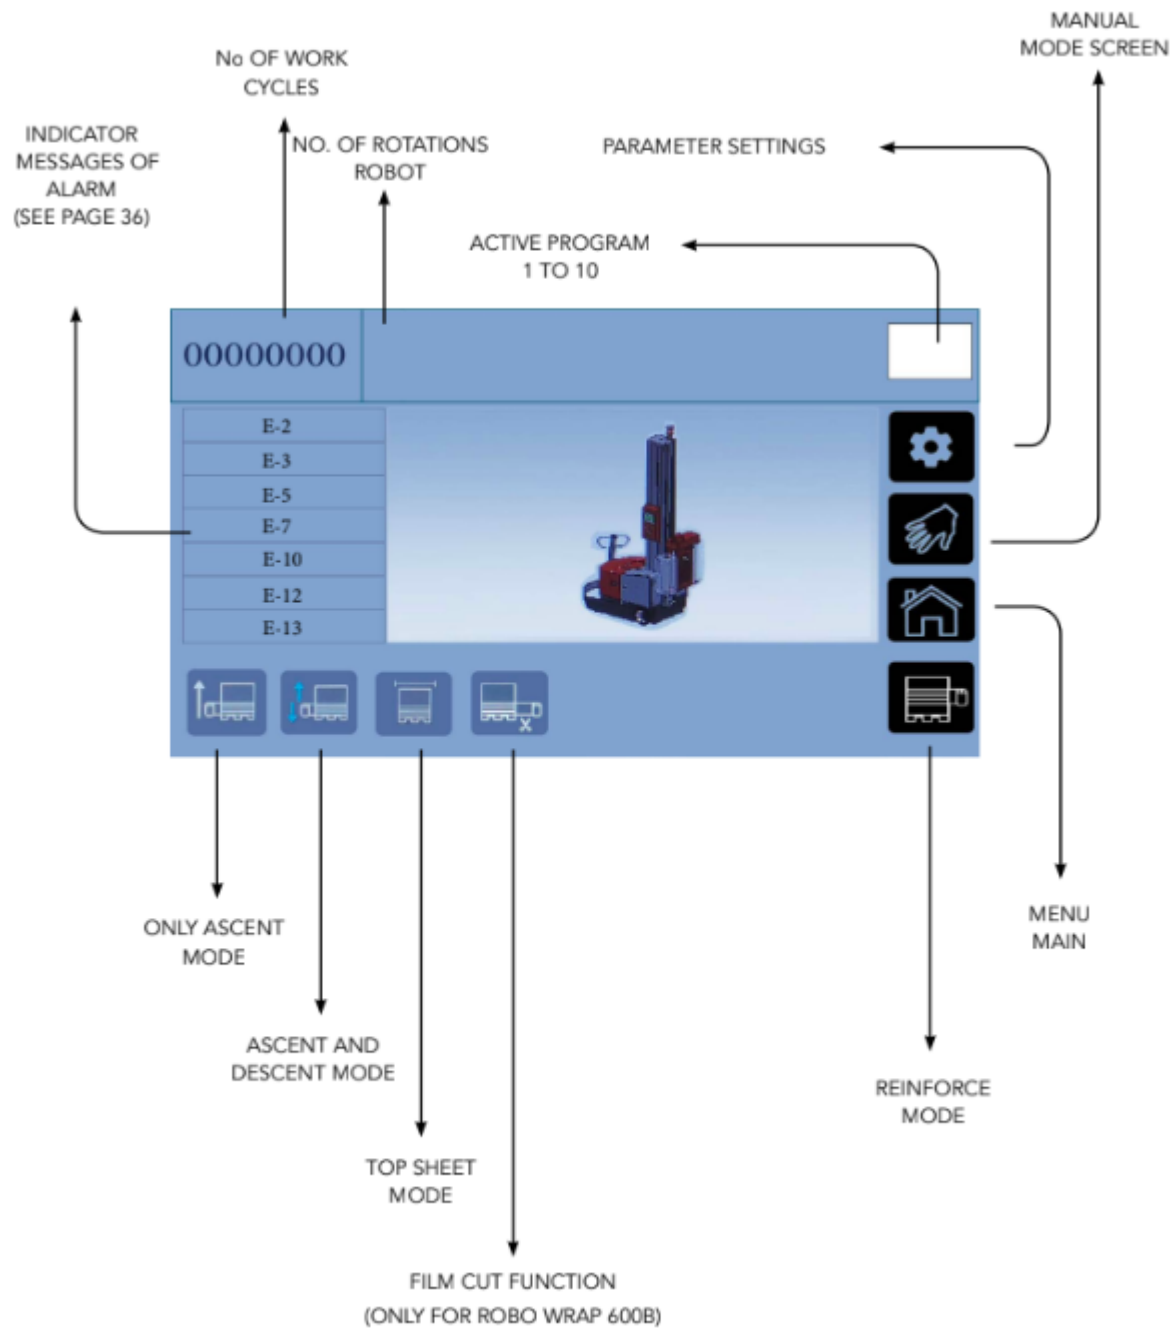 MANUAL
MODE SCREEN
No OF WORK
CYCLES
INDICATOR
MESSAGES OF
ALARM
(SEE PAGE 36)
NO. OF ROTATIONS
ROBOT
PARAMETER SETTINGS
ACTIVE PROGRAM
1 TO 10
00000000
E-2
E-3
E-5
E-7
E-10
E-12
E-13
X
ONLY ASCENT
MODE
MENU
MAIN
ASCENT AND
DESCENT MODE
REINFORCE
MODE
TOP SHEET
MODE
FILM CUT FUNCTION
(ONLY FOR ROBO WRAP 600B)